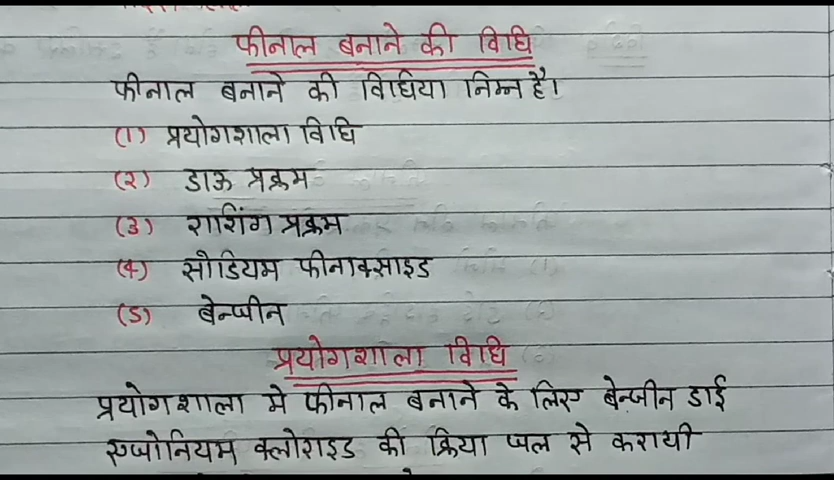 फीनाल बनाने की विधि
फीनाल बनाने की विधिया निम्न है।
(1) प्रयोगशाला विधि
(२) डाऊ प्रक्रम
(3) राशिंग प्रक्रम
(4) सोडियम फीनाक्साइड
(5) बेन्जीन
प्रयोगशाला विधि
प्रयोगशाला मे फीनाल बनाने के लिए बेन्जीन डाई
एजोनियम क्लोराइड की क्रिया जल से करायी